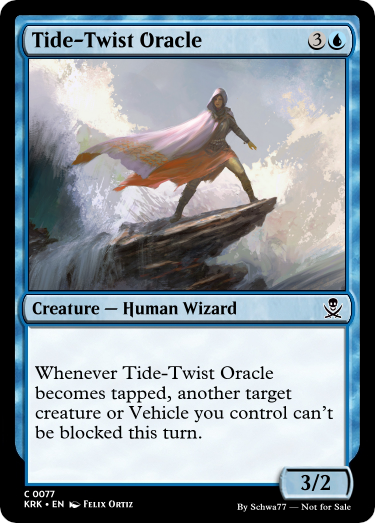 Tide-Twist Oracle 3
Creature — Human Wizard
Whenever Tide-Twist Oracle
becomes tapped, another target
creature or Vehicle you control can't
be blocked this turn.
3/2
C 0077
KRK • EN Felix Ortiz
By Schwa77 — Not for Sale